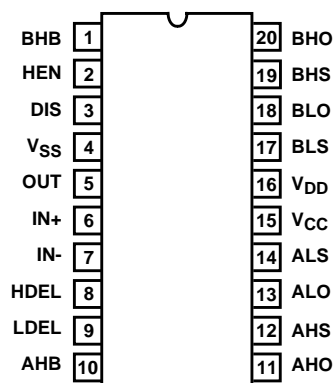 BHB 1 20 BHO
HEN 2 19 BHS
DIS 3 18 BLO
VSS 4 17 BLS
OUT 5 16 VDD
IN+ 6 15 VCC
IN- 7 14 ALS
HDEL 8 13 ALO
LDEL 9 12 AHS
AHB 10 11 AHO